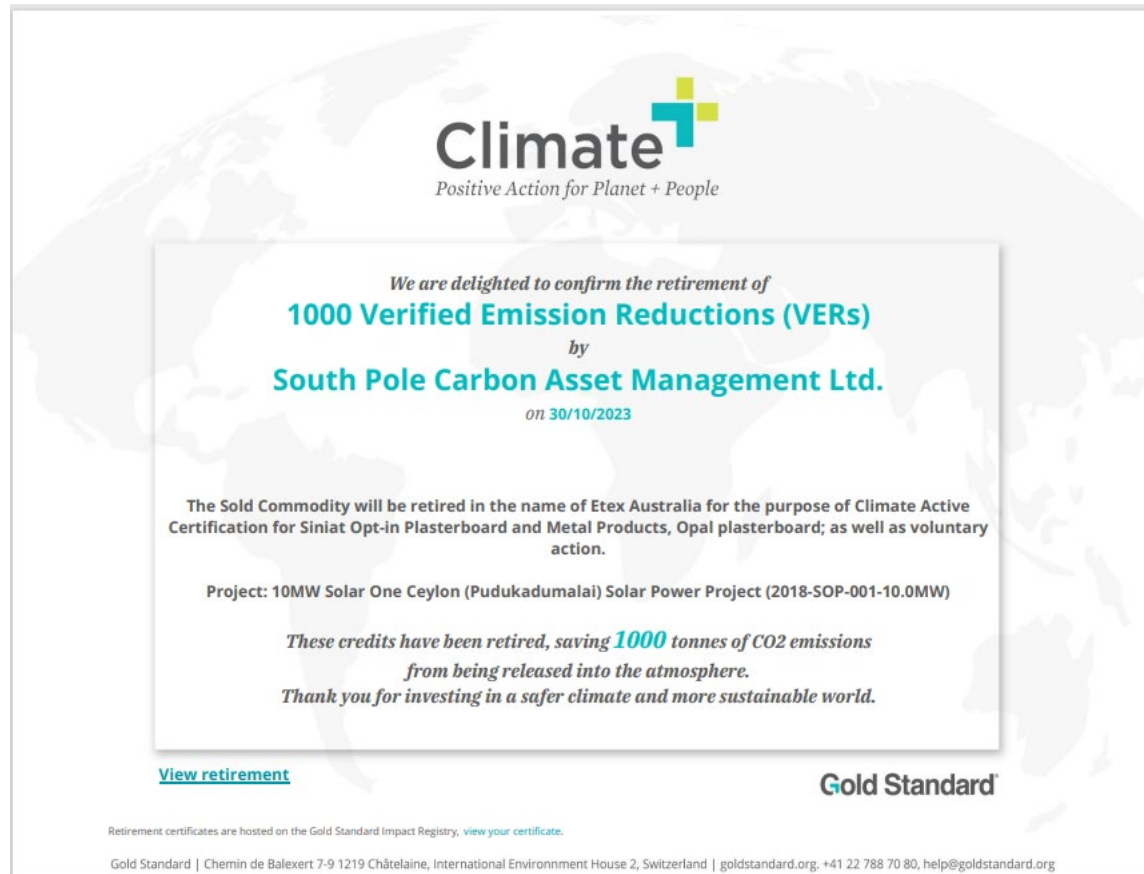 Climate
Positive Action for Planet + People
We are delighted to confirm the retirement of
1000 Verified Emission Reductions (VERs)
by
South Pole Carbon Asset Management Ltd.
on 30/10/2023
The Sold Commodity will be retired in the name of Etex Australia for the purpose of Climate Active
Certification for Siniat Opt-in Plasterboard and Metal Products, Opal plasterboard; as well as voluntary
action.
Project: 10MW Solar One Ceylon (Pudukadumalai) Solar Power Project (2018-SOP-001-10.0MW)
These credits have been retired, saving 1000 tonnes of CO2 emissions
from being released into the atmosphere.
Thank you for investing in a safer climate and more sustainable world.
View retirement
Gold Standard
Retirement certificates are hosted on the Gold Standard Impact Registry, view your certificate.
Gold Standard | Chemin de Balexert 7-9 1219 Châtelaine, International Environnment House 2, Switzerland | goldstandard.org. +41 22 788 70 80, help@goldstandard.org